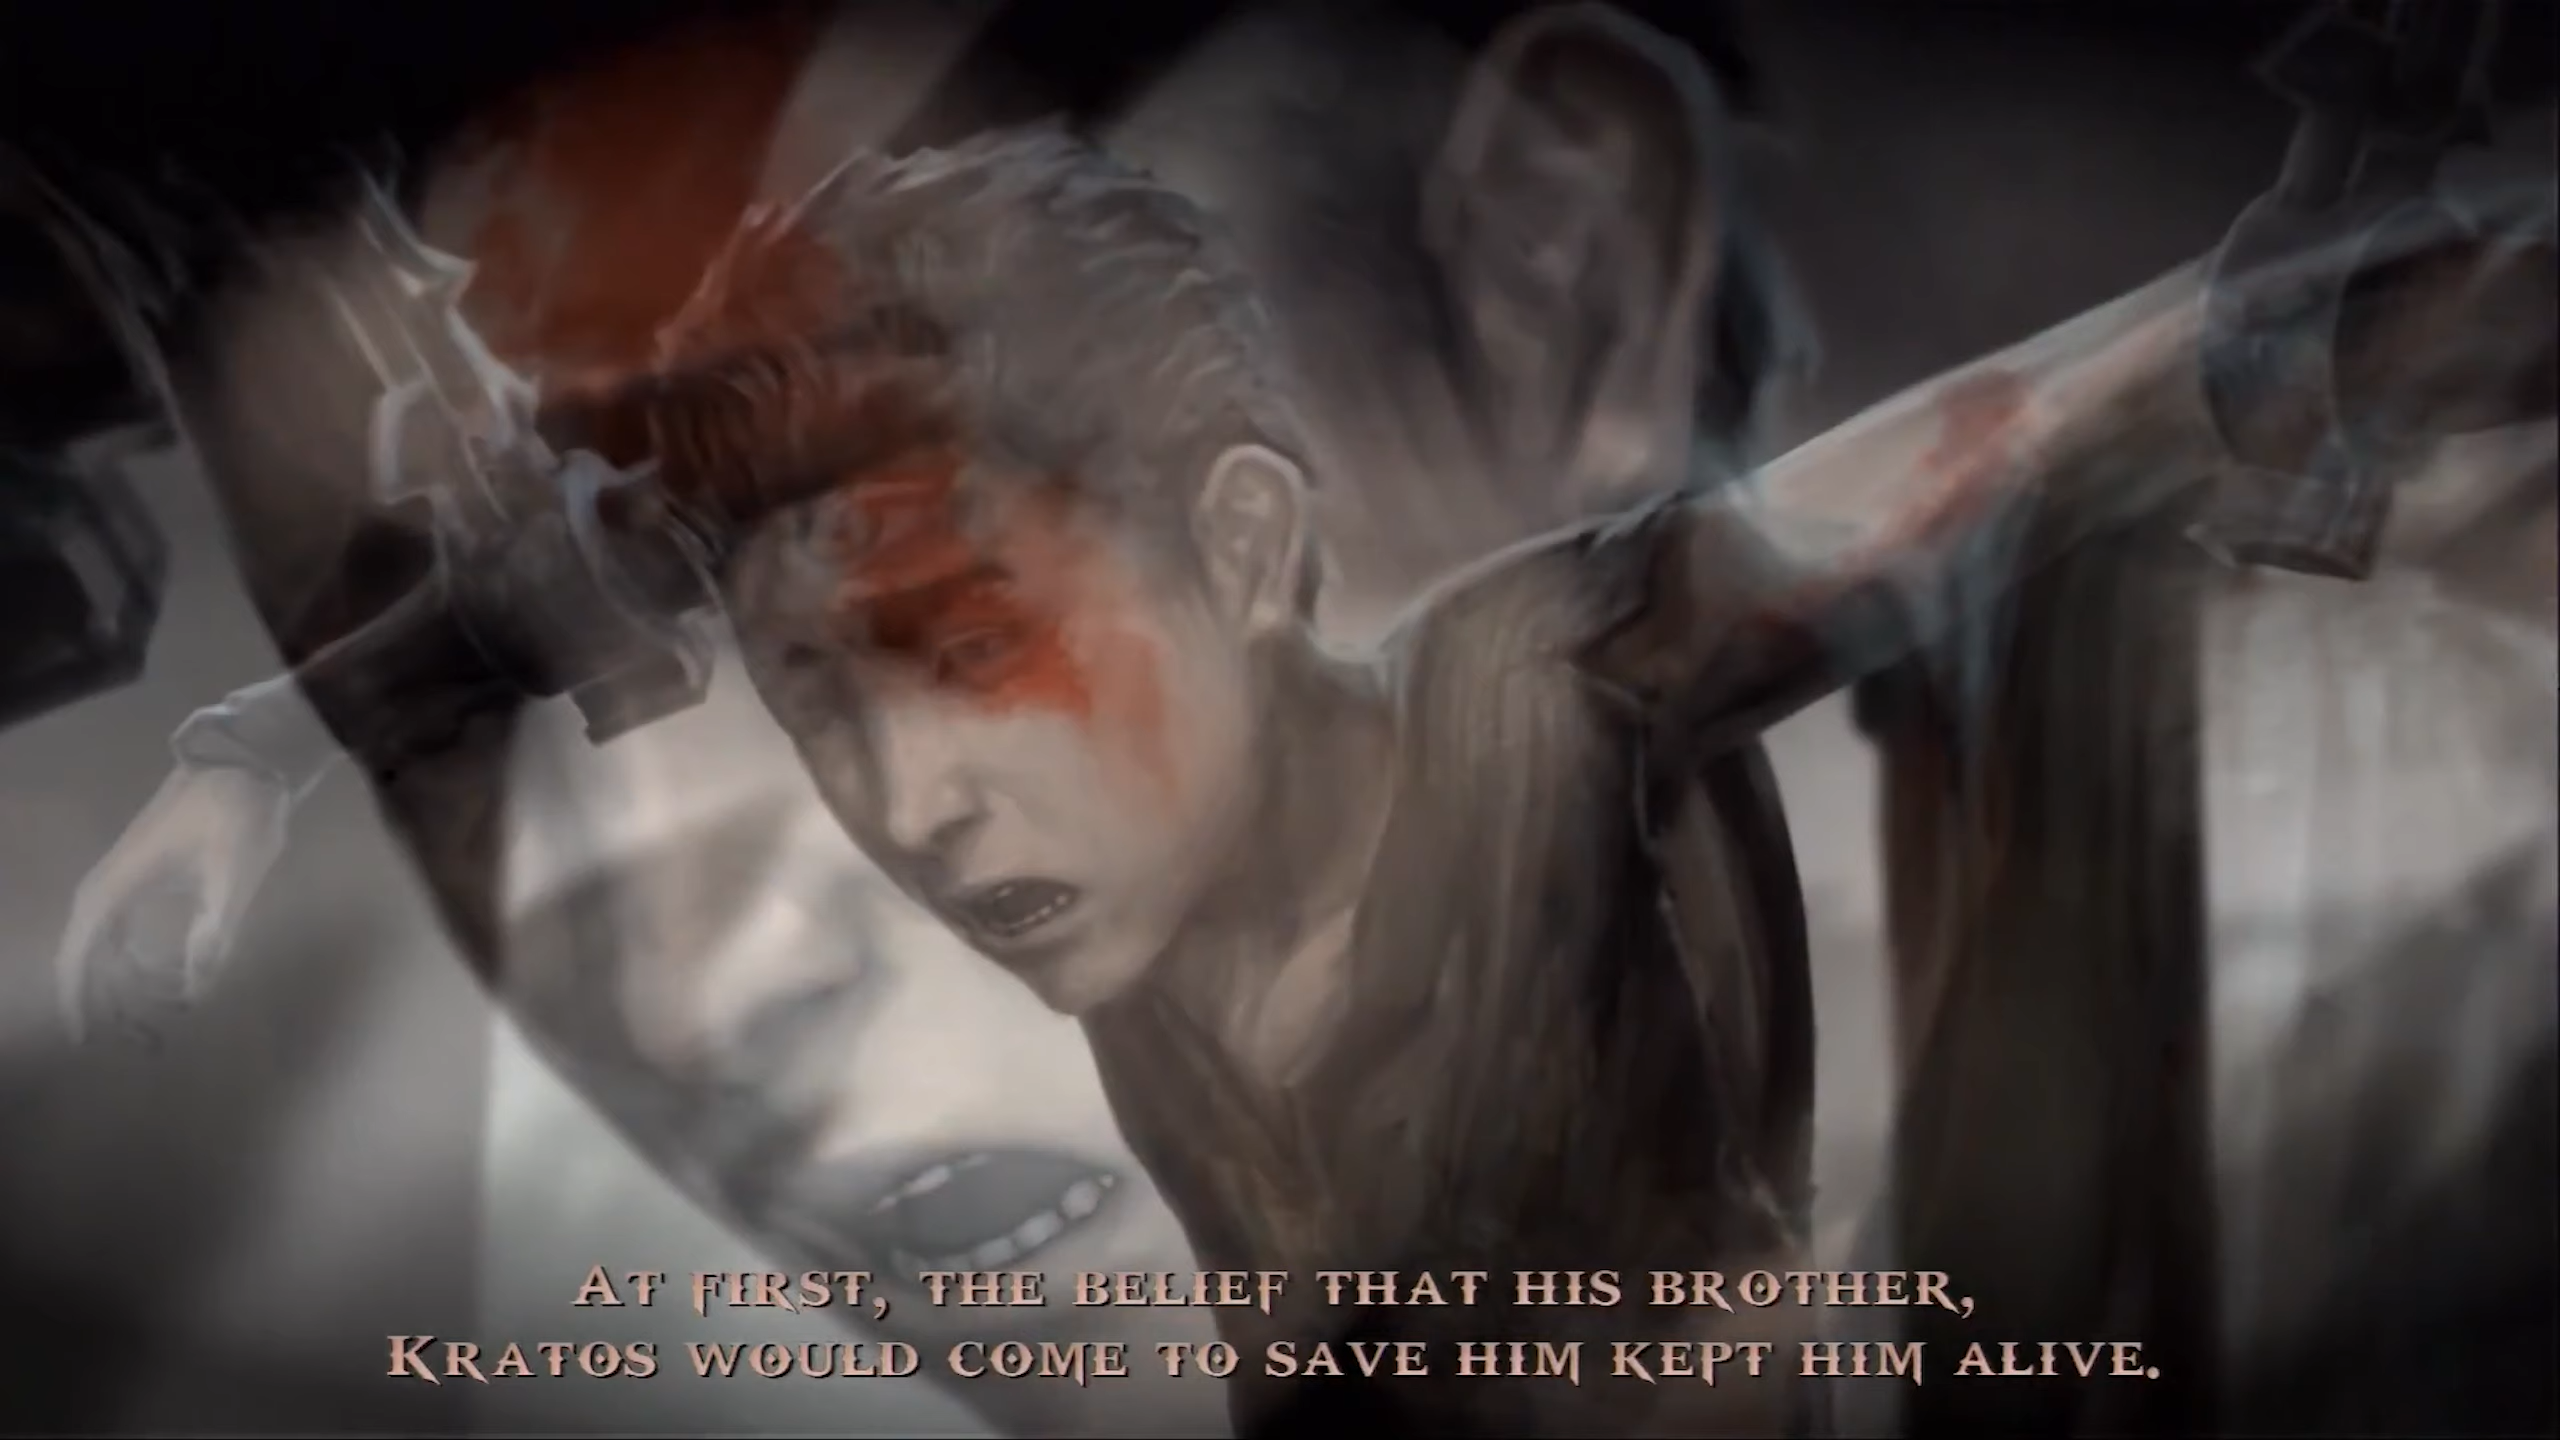 At first, the belief that his brother,
Kratos would come to save him kept him alive.